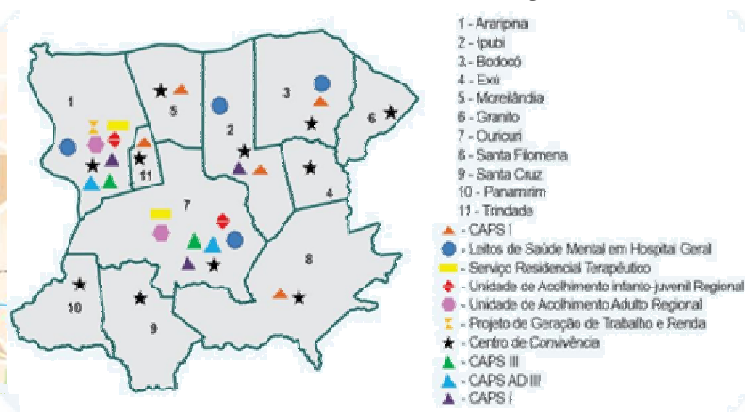 1 - Araripina
2 - Ipubi
3 - Bodocó
4 - Exú
5 - Moreilândia
6 - Granito
7 - Ouricuri
8 - Santa Filomena
9 - Santa Cruz
10 - Panamirim
11 - Trindade
- CAPS I
- Leitos de Saúde Mental em Hospital Geral
- Serviço Residencial Terapêutico
- Unidade de Acolhimento infanto-juvenil Regional
- Unidade de Acolhimento Adulto Regional
- Projeto de Geração de Trabalho e Renda
- Centro de Convivência
- CAPS III
- CAPS AD III
- CAPS i
1
5
2
3
6
11
4
7
8
10
9